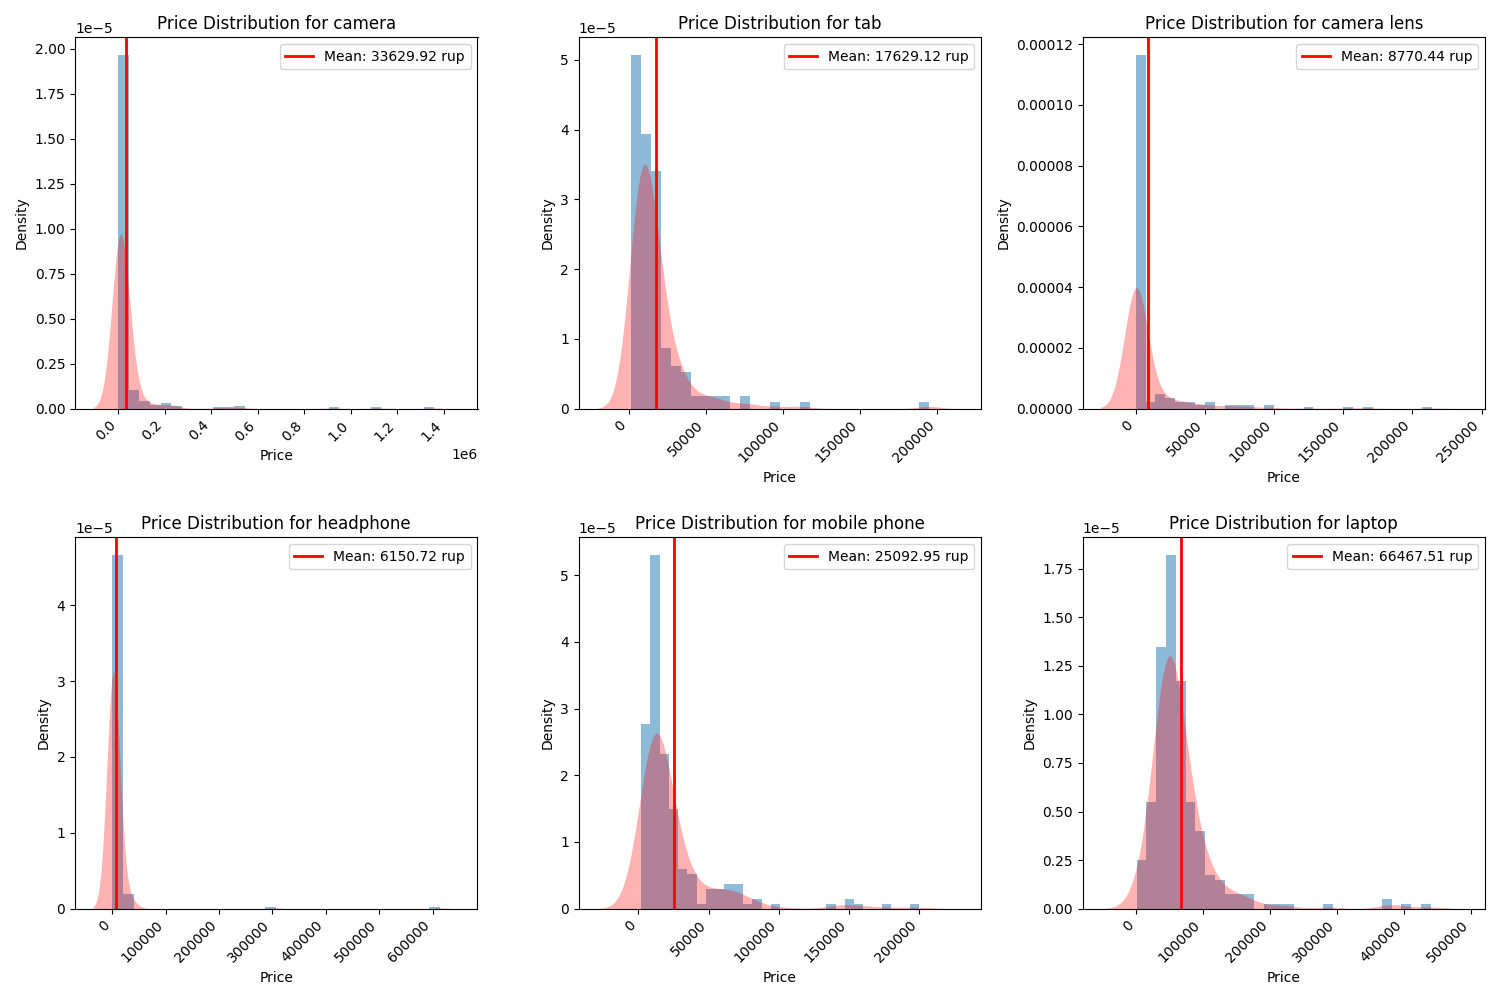 Price Distribution for camera
1e−5
Mean: 33629.92 rup
2.00
1.75
1.50
1.25
1.00
0.75
0.50
0.25
0.00
Density
0.0 0.2 0.4 0.6 0.8 1.0 1.2 1.4
Price
1e6
Price Distribution for tab
1e−5
Mean: 17629.12 rup
5
4
3
2
1
0
Density
0 50000 100000 150000 200000
Price
Price Distribution for camera lens
Mean: 8770.44 rup
0.00012
0.00010
0.00008
0.00006
0.00004
0.00002
0.00000
Density
0 50000 100000 150000 200000 250000
Price
Price Distribution for headphone
1e−5
Mean: 6150.72 rup
4
3
2
1
0
Density
0 100000 200000 300000 400000 500000 600000
Price
Price Distribution for mobile phone
1e−5
Mean: 25092.95 rup
5
4
3
2
1
0
Density
0 50000 100000 150000 200000
Price
Price Distribution for laptop
1e−5
Mean: 66467.51 rup
1.75
1.50
1.25
1.00
0.75
0.50
0.25
0.00
Density
0 100000 200000 300000 400000 500000
Price